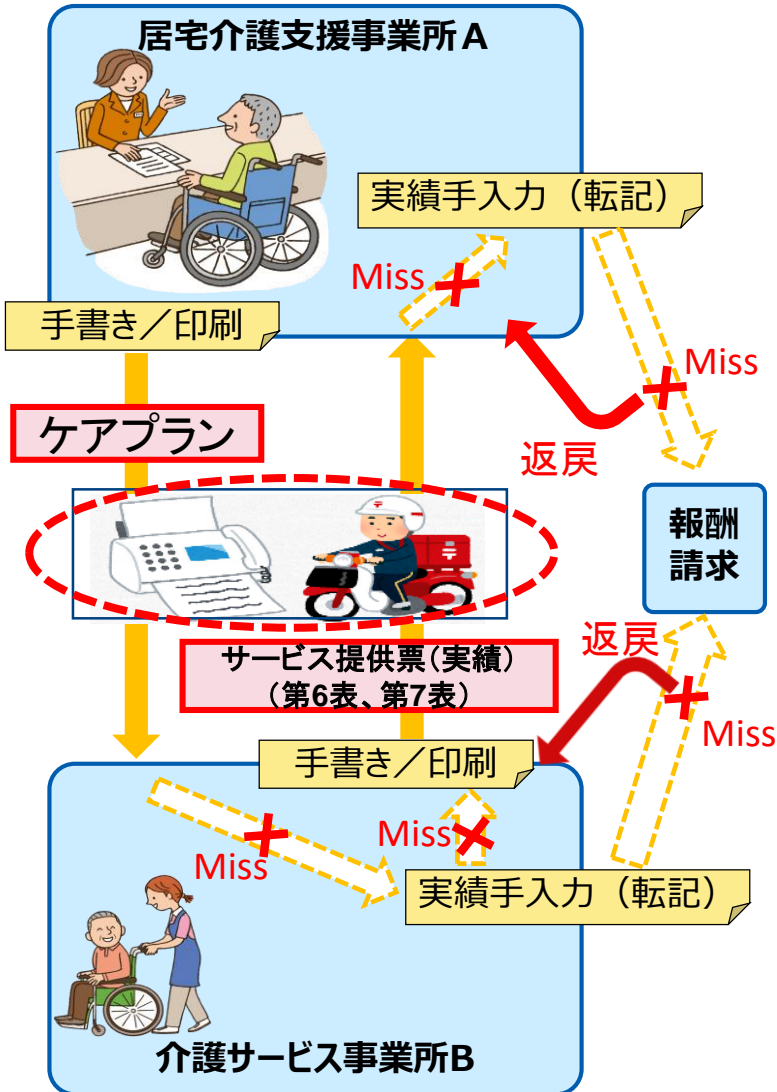 居宅介護支援事業所A
実績手入力（転記）
Miss
手書き／印刷
Miss
ケアプラン
返戻
報酬
請求
サービス提供票（実績）
（第6表、第7表）
返戻
Miss
手書き／印刷
Miss
Miss
実績手入力（転記）
介護サービス事業所B